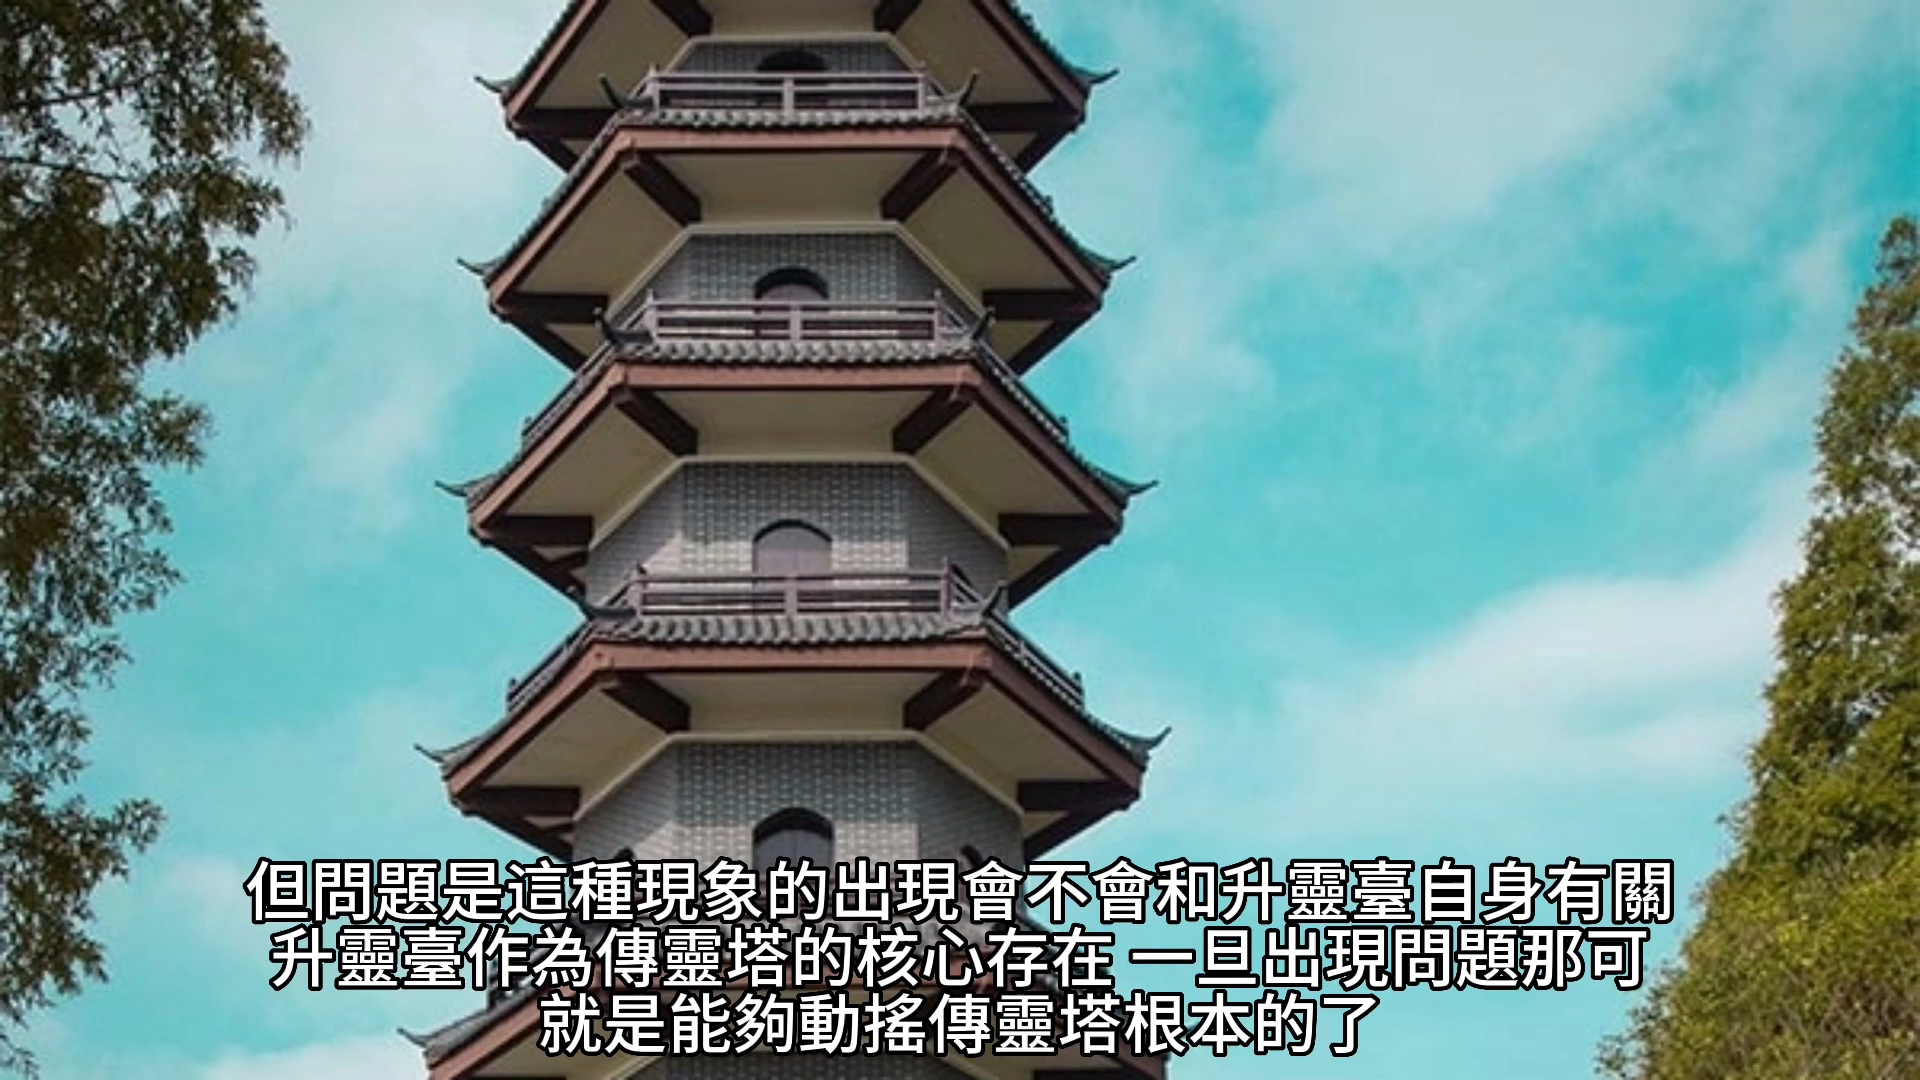 但問題是這種現象的出現會不會和升靈臺自身有關
升靈臺作為傳靈塔的核心存在 一旦出現問題那可
就是能夠動搖傳靈塔根本的了